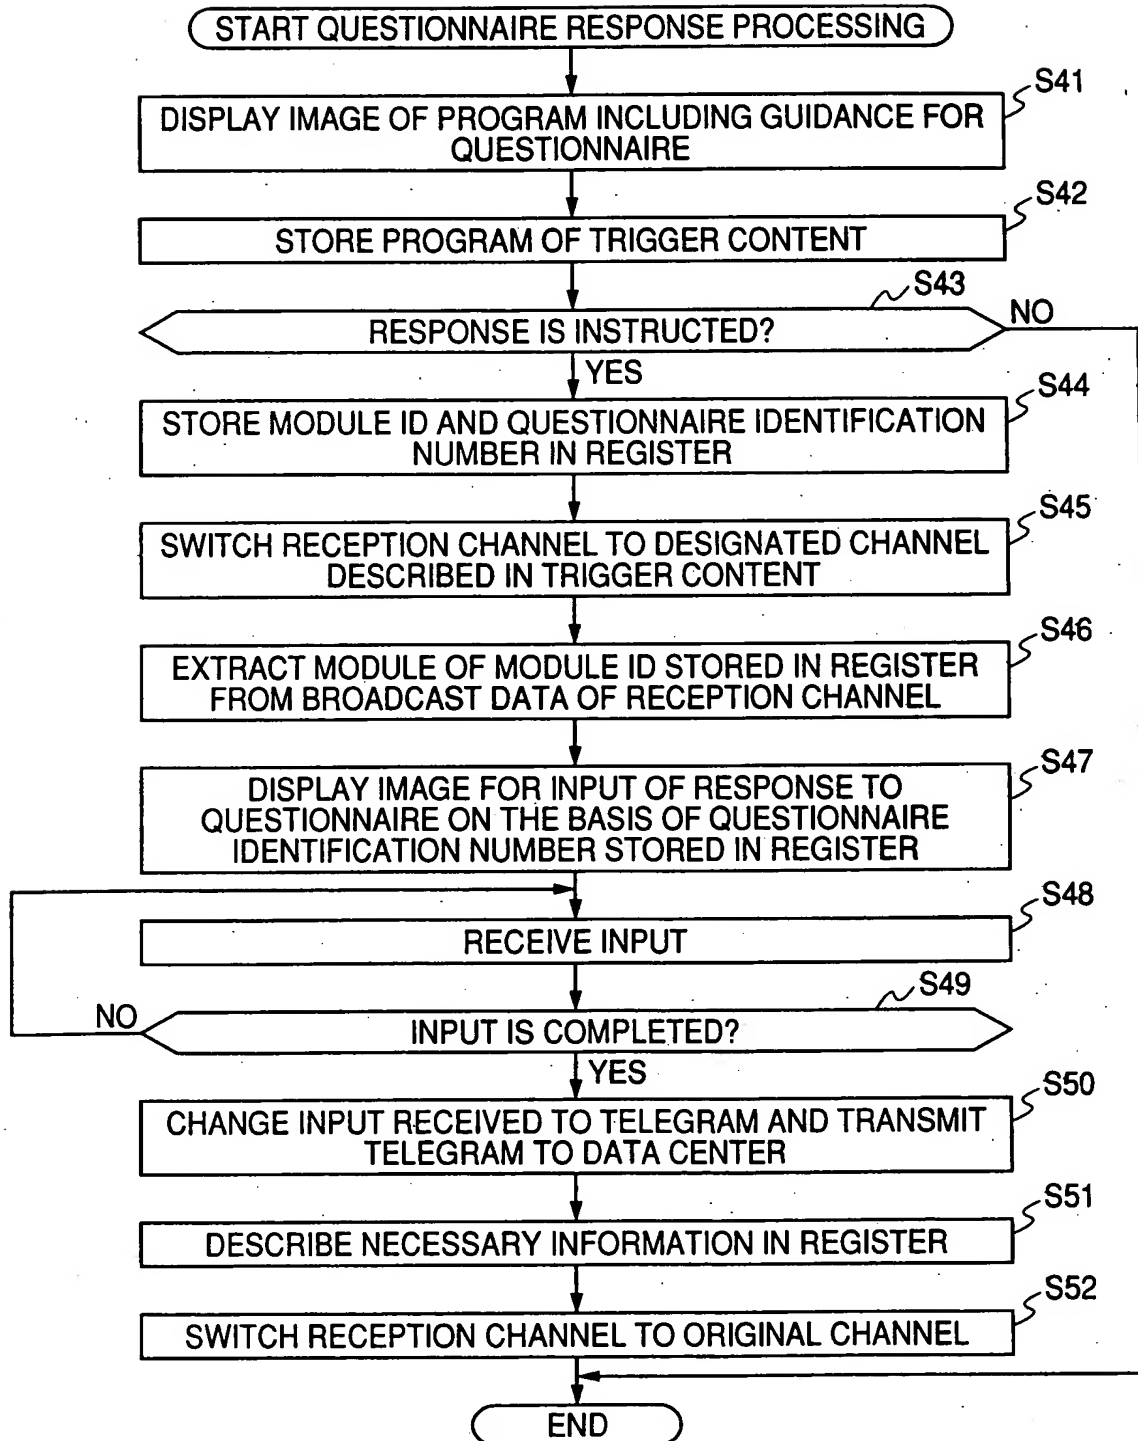 START QUESTIONNAIRE RESPONSE PROCESSING
S41
DISPLAY IMAGE OF PROGRAM INCLUDING GUIDANCE FOR
QUESTIONNAIRE
S42
STORE PROGRAM OF TRIGGER CONTENT
S43
RESPONSE IS INSTRUCTED?
NO
YES
S44
STORE MODULE ID AND QUESTIONNAIRE IDENTIFICATION
NUMBER IN REGISTER
S45
SWITCH RECEPTION CHANNEL TO DESIGNATED CHANNEL
DESCRIBED IN TRIGGER CONTENT
S46
EXTRACT MODULE OF MODULE ID STORED IN REGISTER
FROM BROADCAST DATA OF RECEPTION CHANNEL
S47
DISPLAY IMAGE FOR INPUT OF RESPONSE TO
QUESTIONNAIRE ON THE BASIS OF QUESTIONNAIRE
IDENTIFICATION NUMBER STORED IN REGISTER
S48
RECEIVE INPUT
S49
NO
INPUT IS COMPLETED?
YES
S50
CHANGE INPUT RECEIVED TO TELEGRAM AND TRANSMIT
TELEGRAM TO DATA CENTER
S51
DESCRIBE NECESSARY INFORMATION IN REGISTER
S52
SWITCH RECEPTION CHANNEL TO ORIGINAL CHANNEL
END